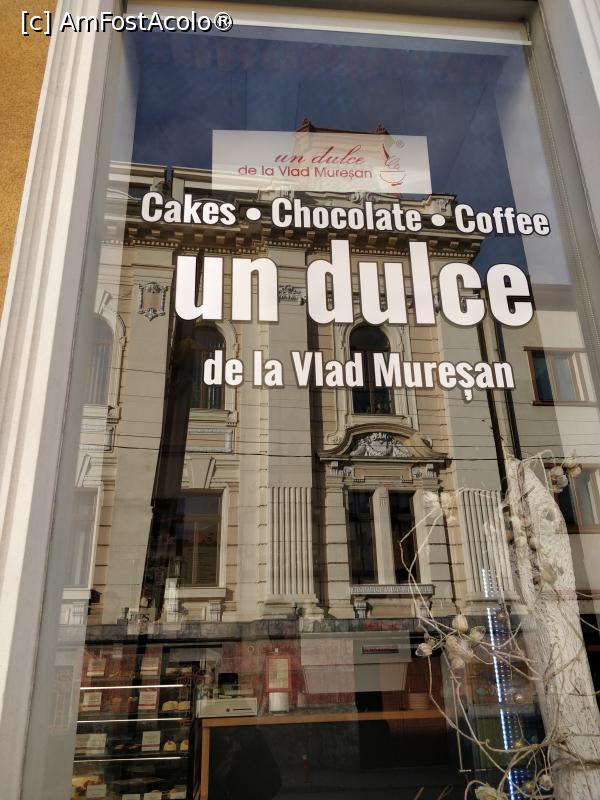 [c] AmFostAcolo®
un dulce ®
de la Vlad Mureșan
Cakes • Chocolate • Coffee
un dulce
de la Vlad Mureșan